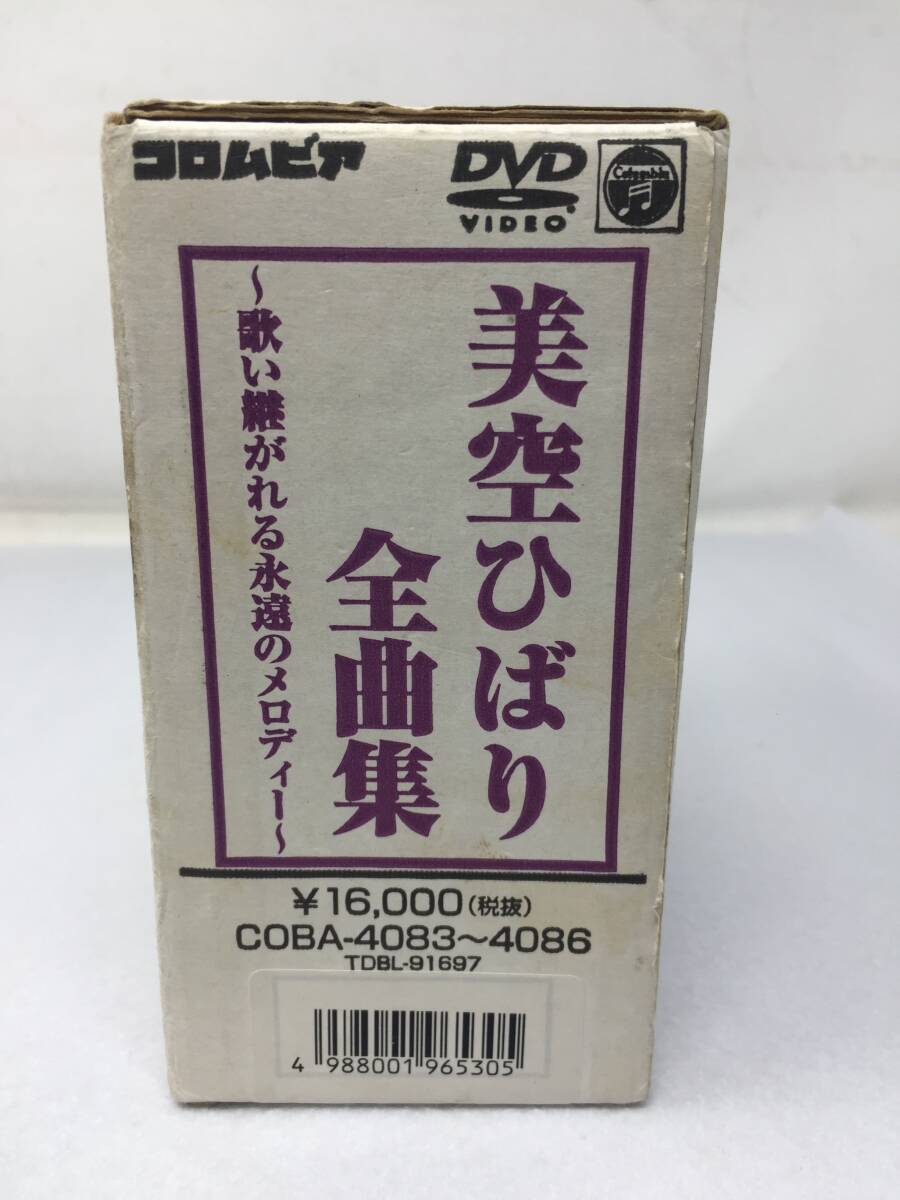 コロムビア
DVD
VIDEO
Columbia
美空ひばり
全曲集
～歌い継がれる永遠のメロディー～
¥16,000(税抜)
COBA-4083～4086
TDBL-91697
4 988001 965305